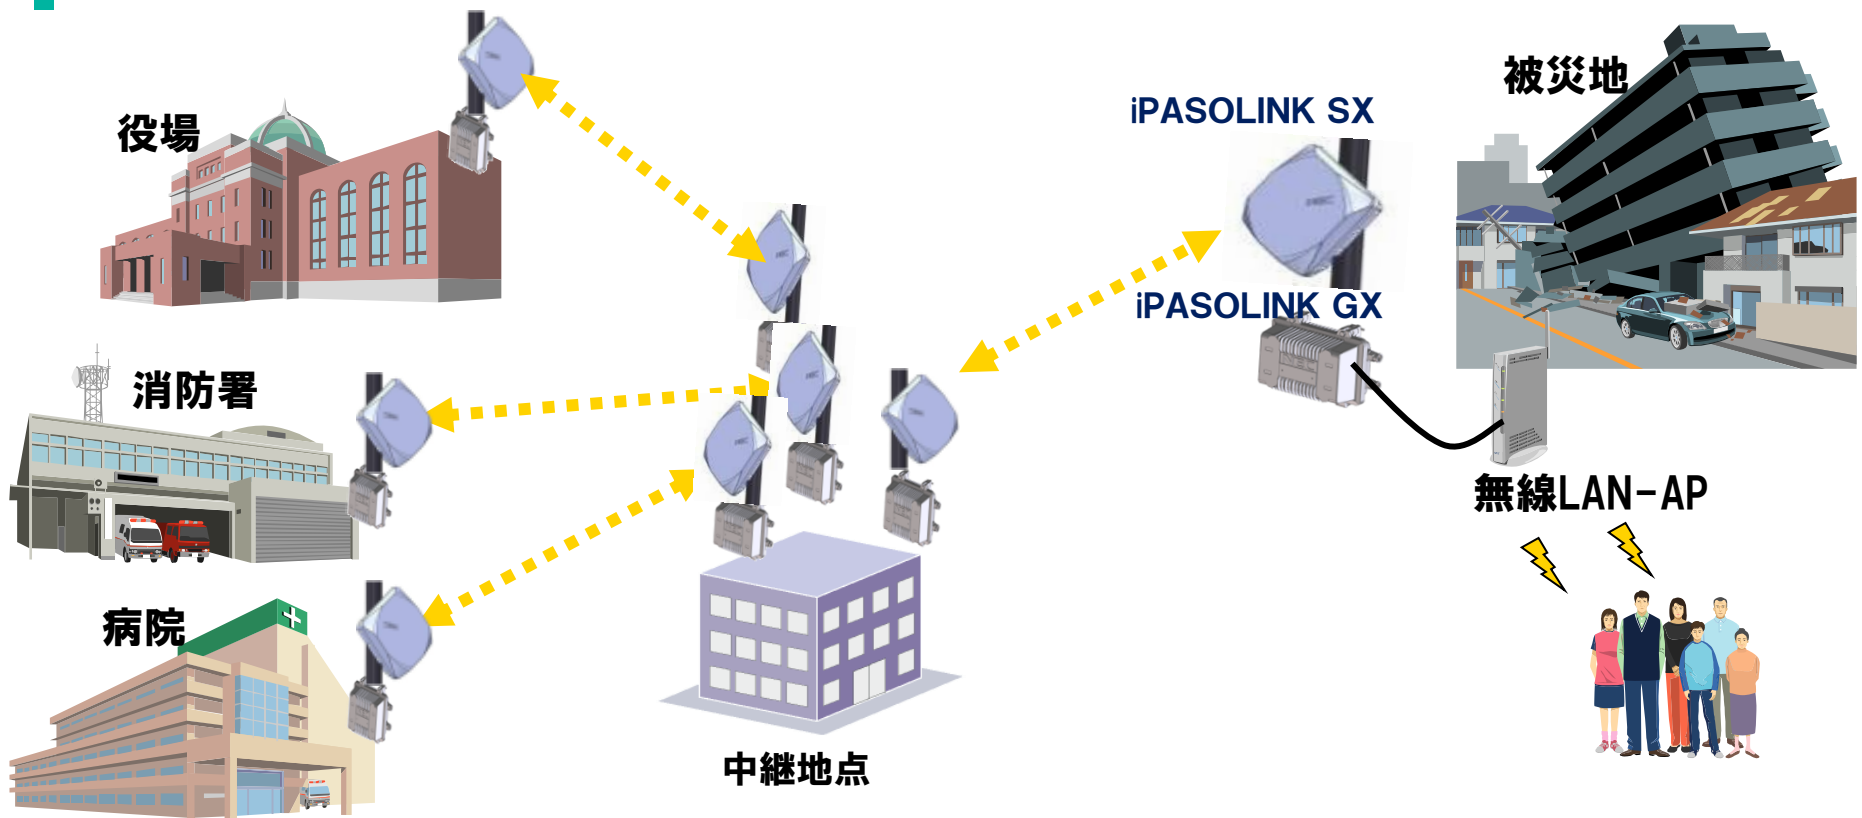 役場
iPASOLINK SX
被災地
iPASOLINK GX
消防署
無線LAN-AP
病院
中継地点